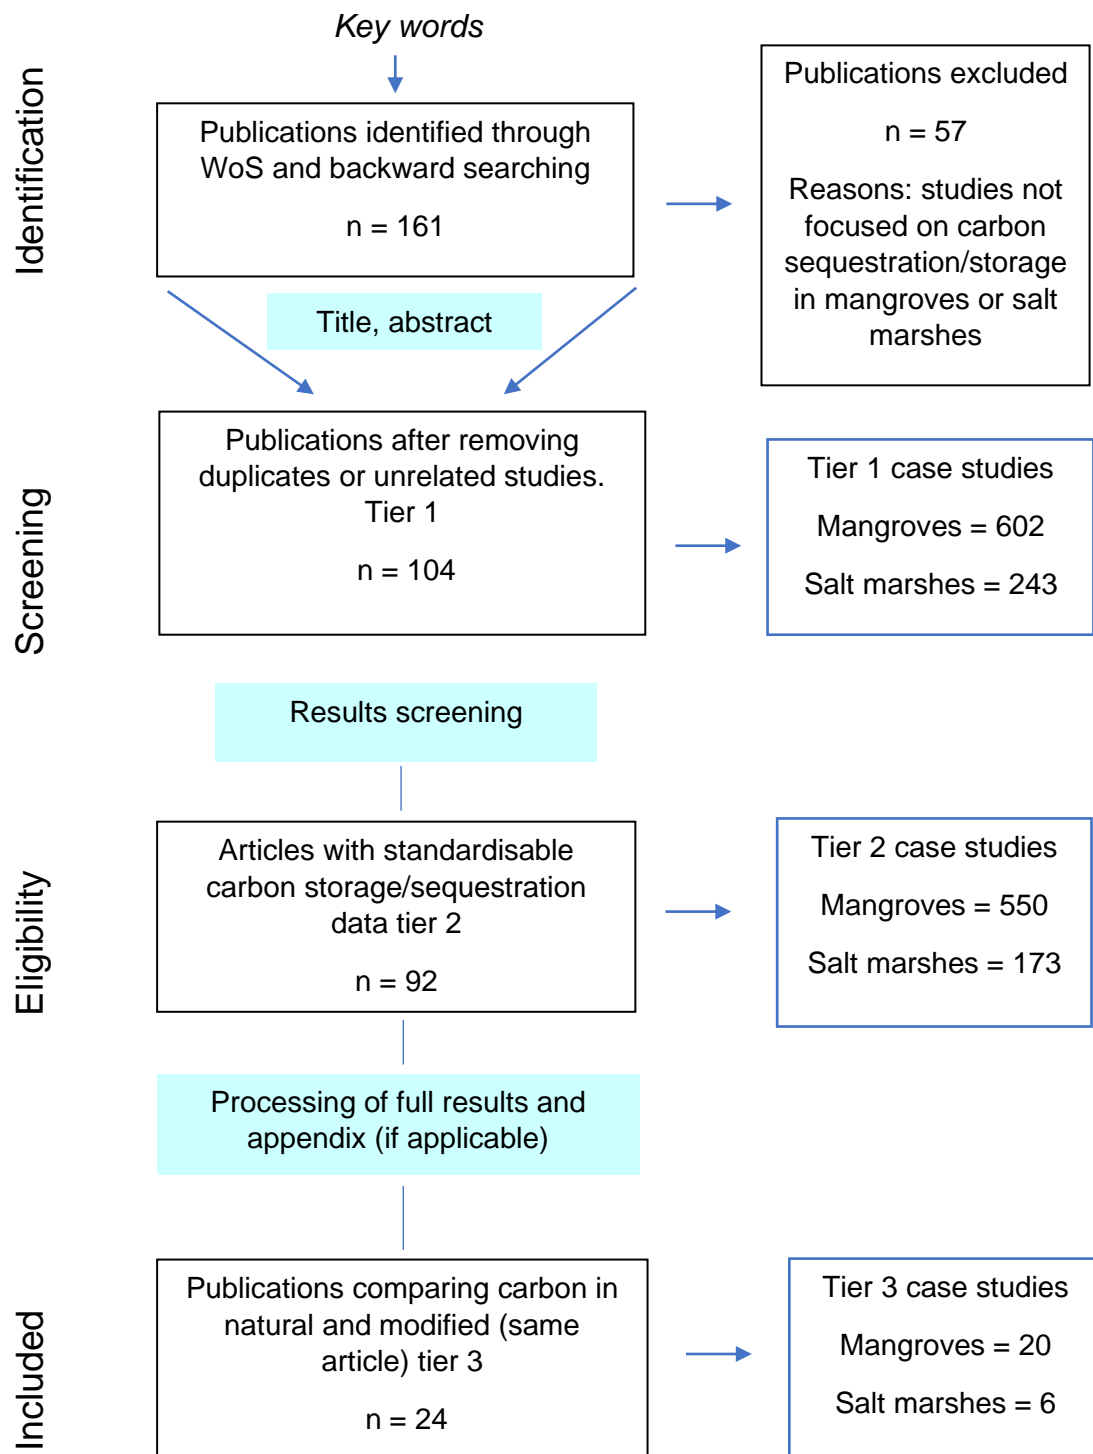 Key words
Identification
Publications identified through
WoS and backward searching
n = 161
Publications excluded
n = 57
Reasons: studies not
focused on carbon
sequestration/storage
in mangroves or salt
marshes
Title, abstract
Screening
Publications after removing
duplicates or unrelated studies.
Tier 1
n = 104
Tier 1 case studies
Mangroves = 602
Salt marshes = 243
Results screening
Eligibility
Articles with standardisable
carbon storage/sequestration
data tier 2
n = 92
Tier 2 case studies
Mangroves = 550
Salt marshes = 173
Processing of full results and
appendix (if applicable)
Included
Publications comparing carbon in
natural and modified (same
article) tier 3
n = 24
Tier 3 case studies
Mangroves = 20
Salt marshes = 6